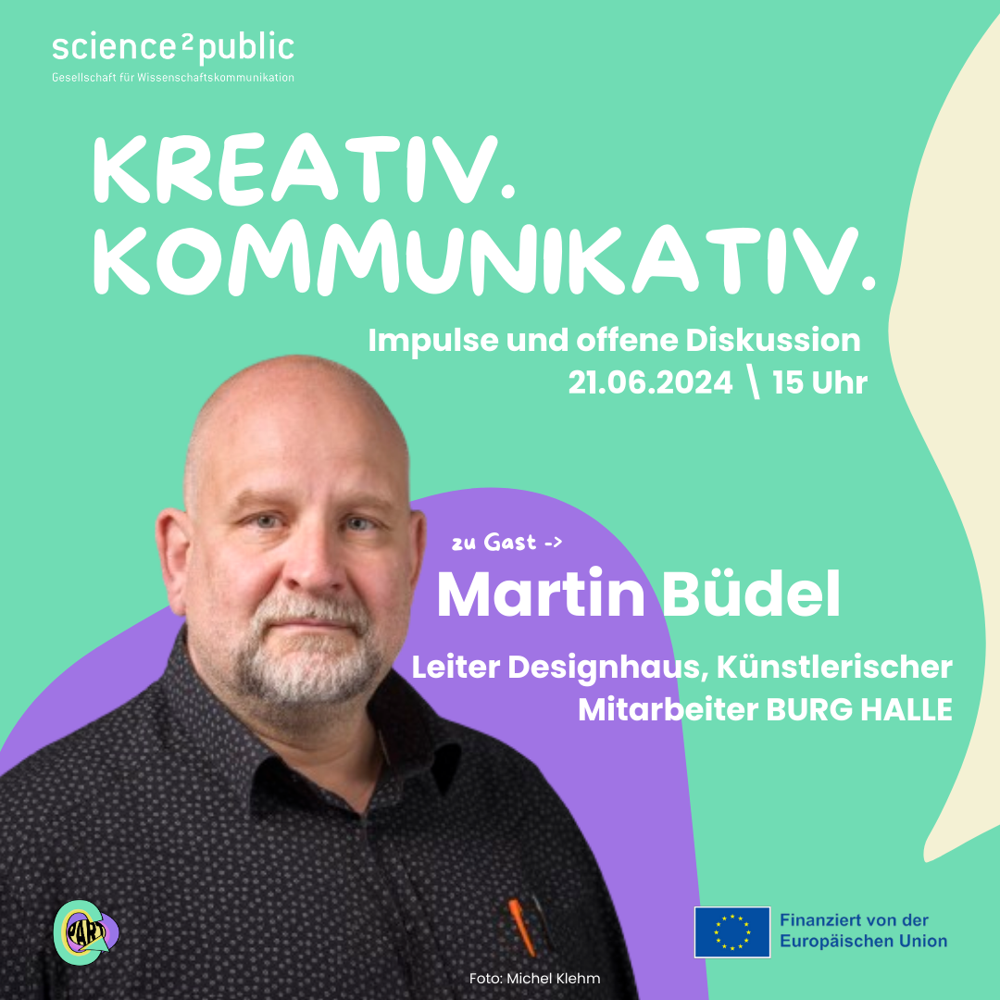 science²public
Gesellschaft für Wissenschaftskommunikation
KREATIV.
KOMMUNIKATIV.
Impulse und offene Diskussion
21.06.2024 \ 15 Uhr
zu Gast ->
Martin Büdel
Leiter Designhaus, Künstlerischer
Mitarbeiter BURG HALLE
PART
Finanziert von der
Europäischen Union
Foto: Michel Klehm